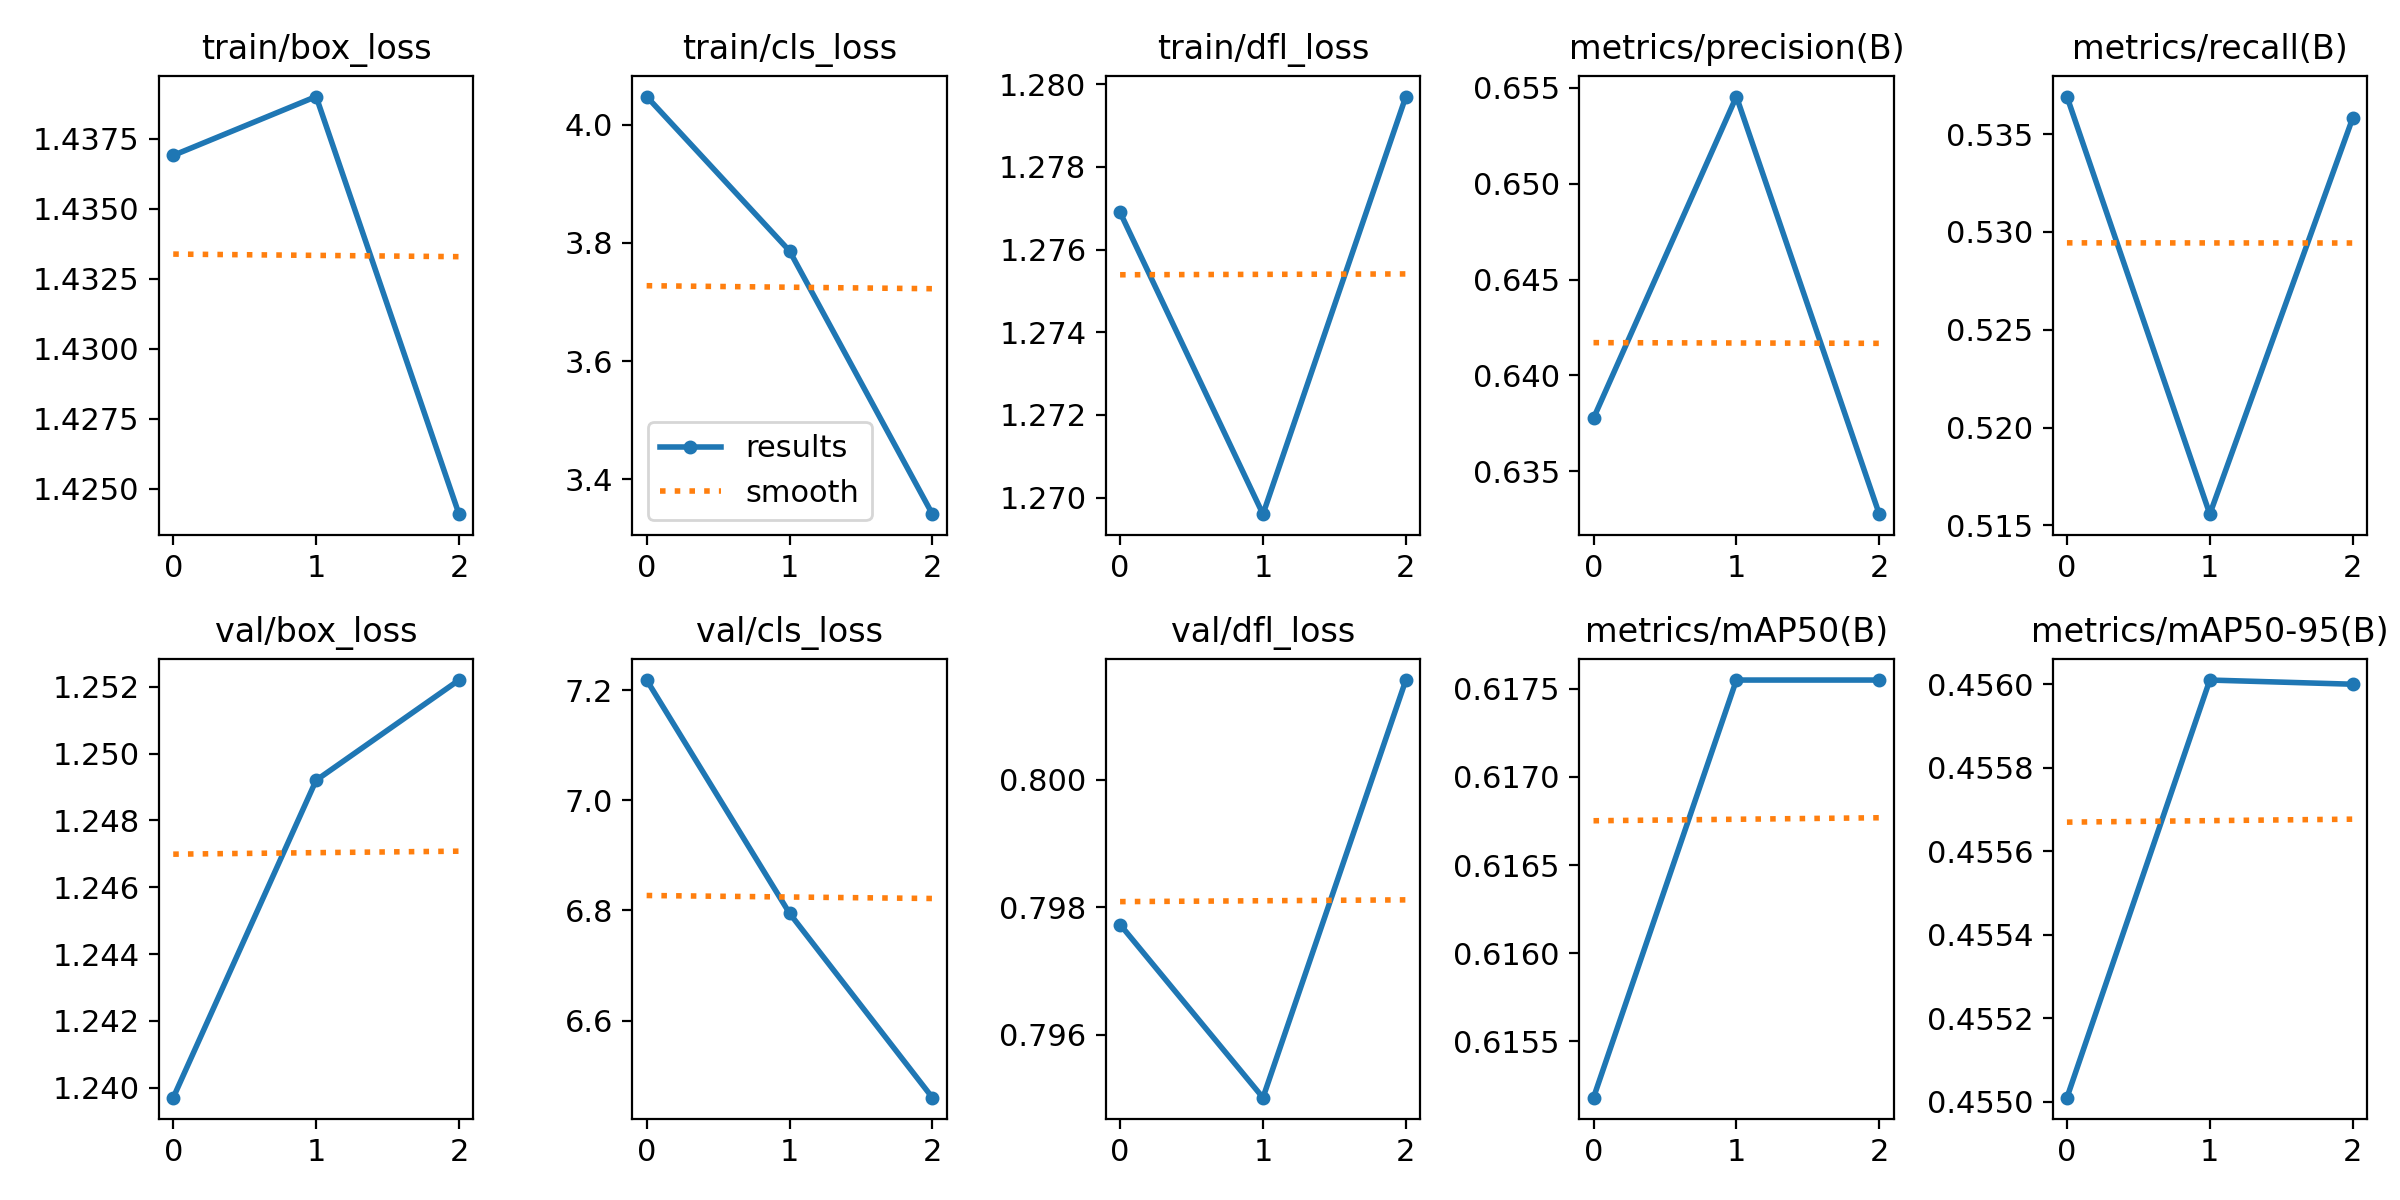 train/box_loss
1.4375
1.4350
1.4325
1.4300
1.4275
1.4250
0 1 2
train/cls_loss
4.0
3.8
3.6
3.4
results
smooth
0 1 2
train/dfl_loss
1.280
1.278
1.276
1.274
1.272
1.270
0 1 2
metrics/precision(B)
0.655
0.650
0.645
0.640
0.635
0 1 2
metrics/recall(B)
0.535
0.530
0.525
0.520
0.515
0 1 2
val/box_loss
1.252
1.250
1.248
1.246
1.244
1.242
1.240
0 1 2
val/cls_loss
7.2
7.0
6.8
6.6
0 1 2
val/dfl_loss
0.800
0.798
0.796
0 1 2
metrics/mAP50(B)
0.6175
0.6170
0.6165
0.6160
0.6155
0 1 2
metrics/mAP50-95(B)
0.4560
0.4558
0.4556
0.4554
0.4552
0.4550
0 1 2